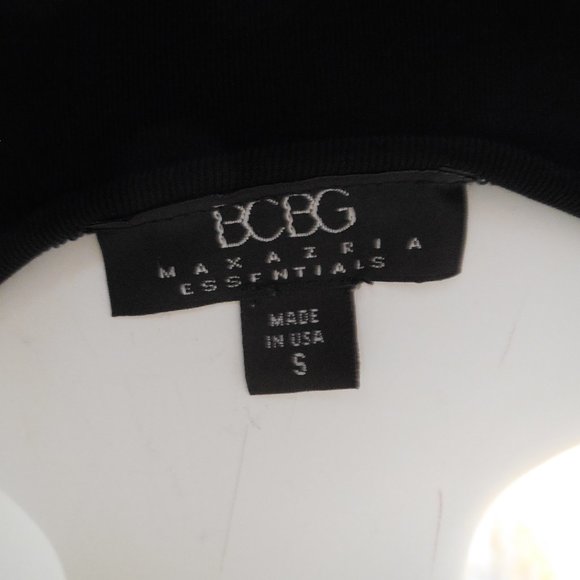 BCBG
MAXAZRIA
ESSENTIALS
MADE
IN USA
S